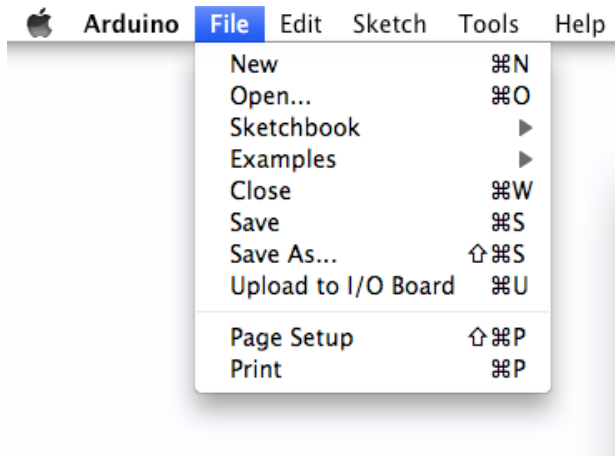 Arduino File Edit Sketch Tools Help
New ⌘N
Open... ⌘O
Sketchbook ▶
Examples ▶
Close ⌘W
Save ⌘S
Save As... ⇧⌘S
Upload to I/O Board ⌘U
Page Setup ⇧⌘P
Print ⌘P